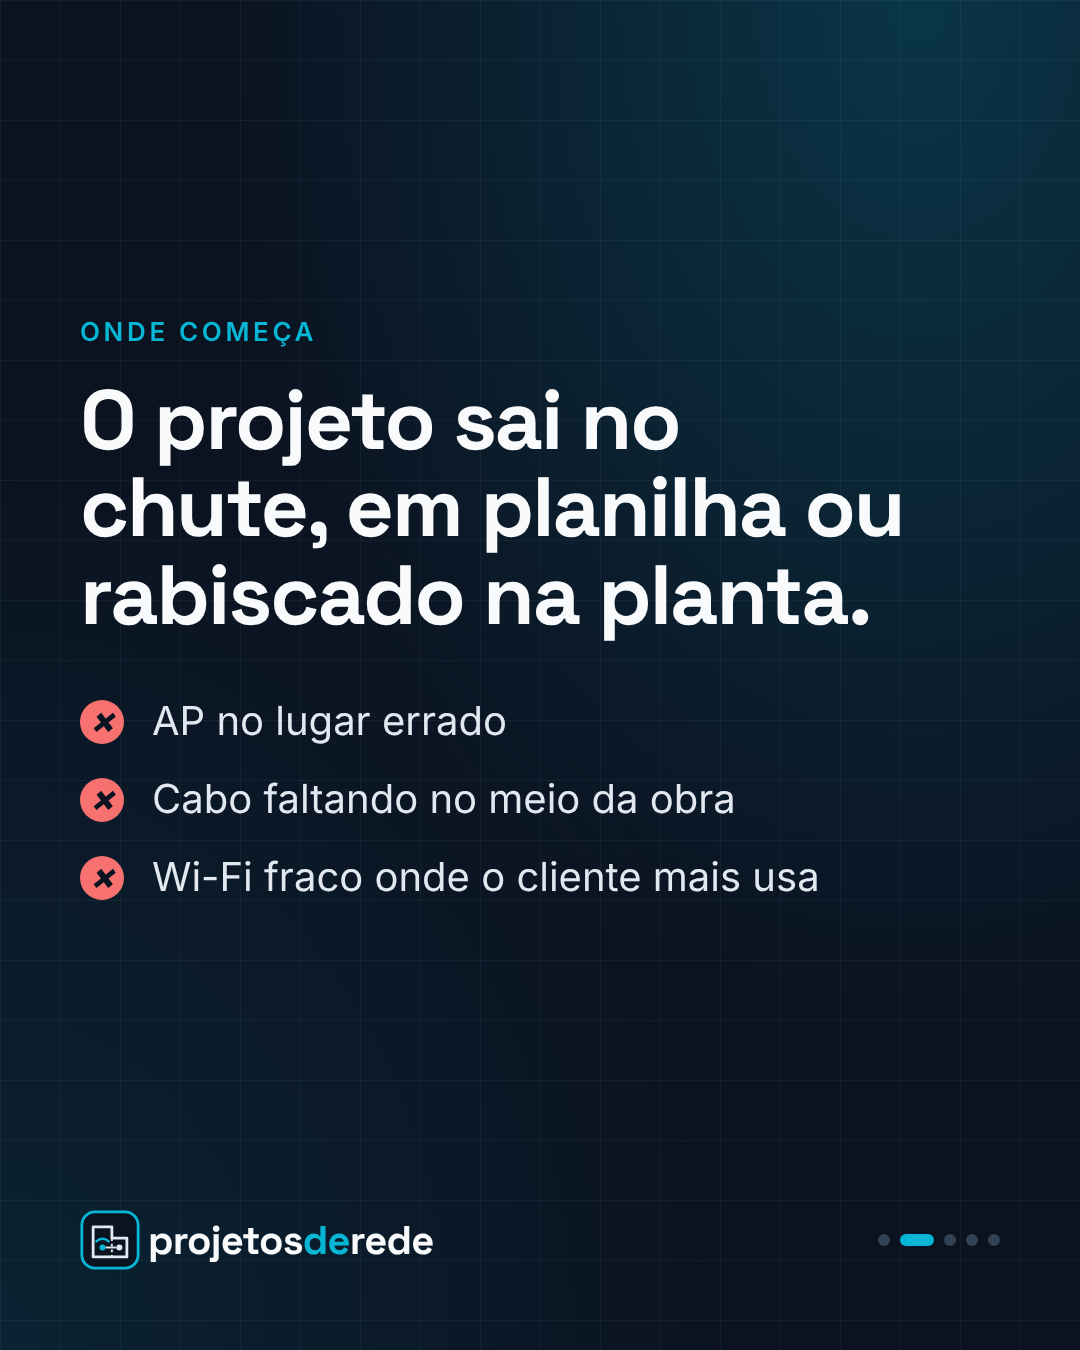 ONDE COMEÇA
O projeto sai no
chute, em planilha ou
rabiscado na planta.
AP no lugar errado
Cabo faltando no meio da obra
Wi-Fi fraco onde o cliente mais usa
projetosderede